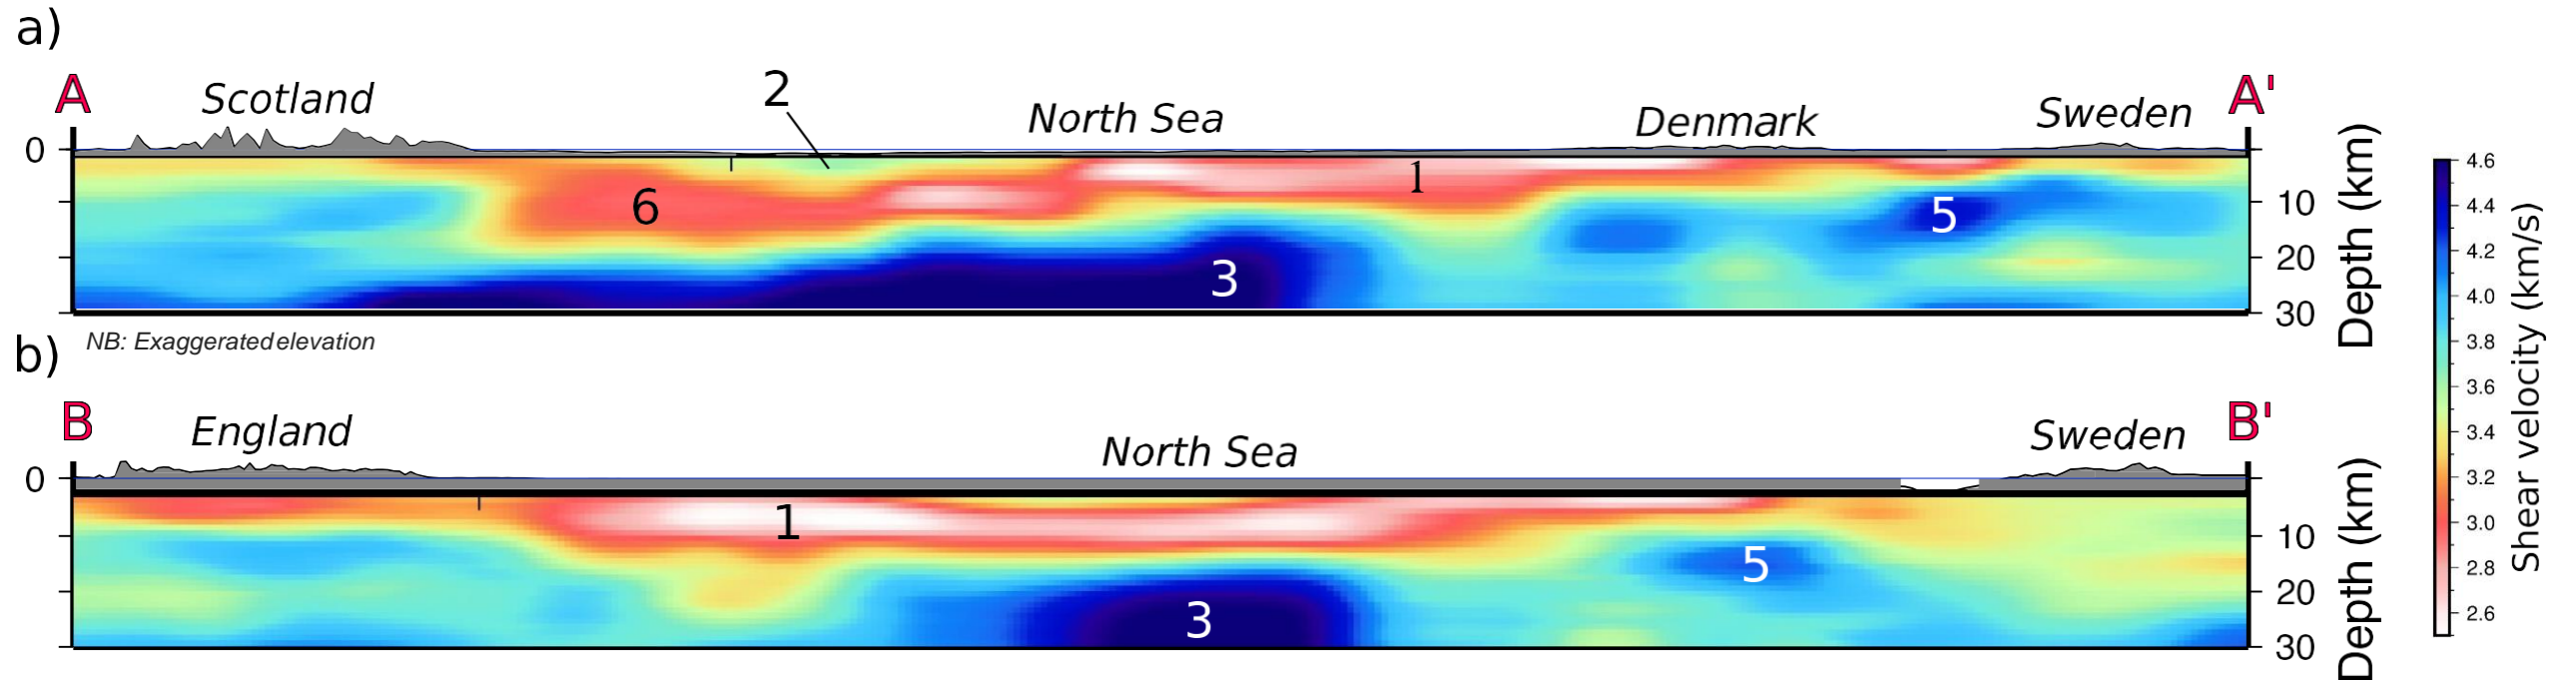 a)
A
Scotland
2
North Sea
Denmark
Sweden
A'
0
6
1
5
3
10
20
30
Depth (km)
NB: Exaggerated elevation
b)
B
England
North Sea
Sweden
B'
0
1
5
3
10
20
30
Depth (km)
4.6
4.4
4.2
4.0
3.8
3.6
3.4
3.2
3.0
2.8
2.6
Shear velocity (km/s)